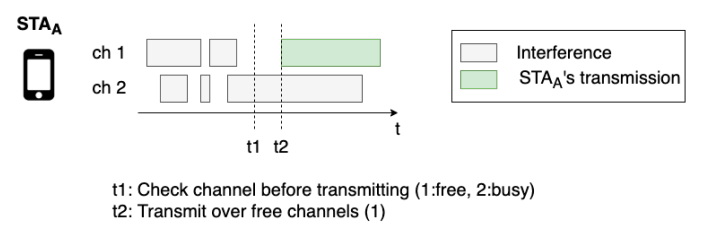 STAA
ch 1
ch 2
t1 t2
t
Interference
STAA's transmission
t1: Check channel before transmitting (1:free, 2:busy)
t2: Transmit over free channels (1)